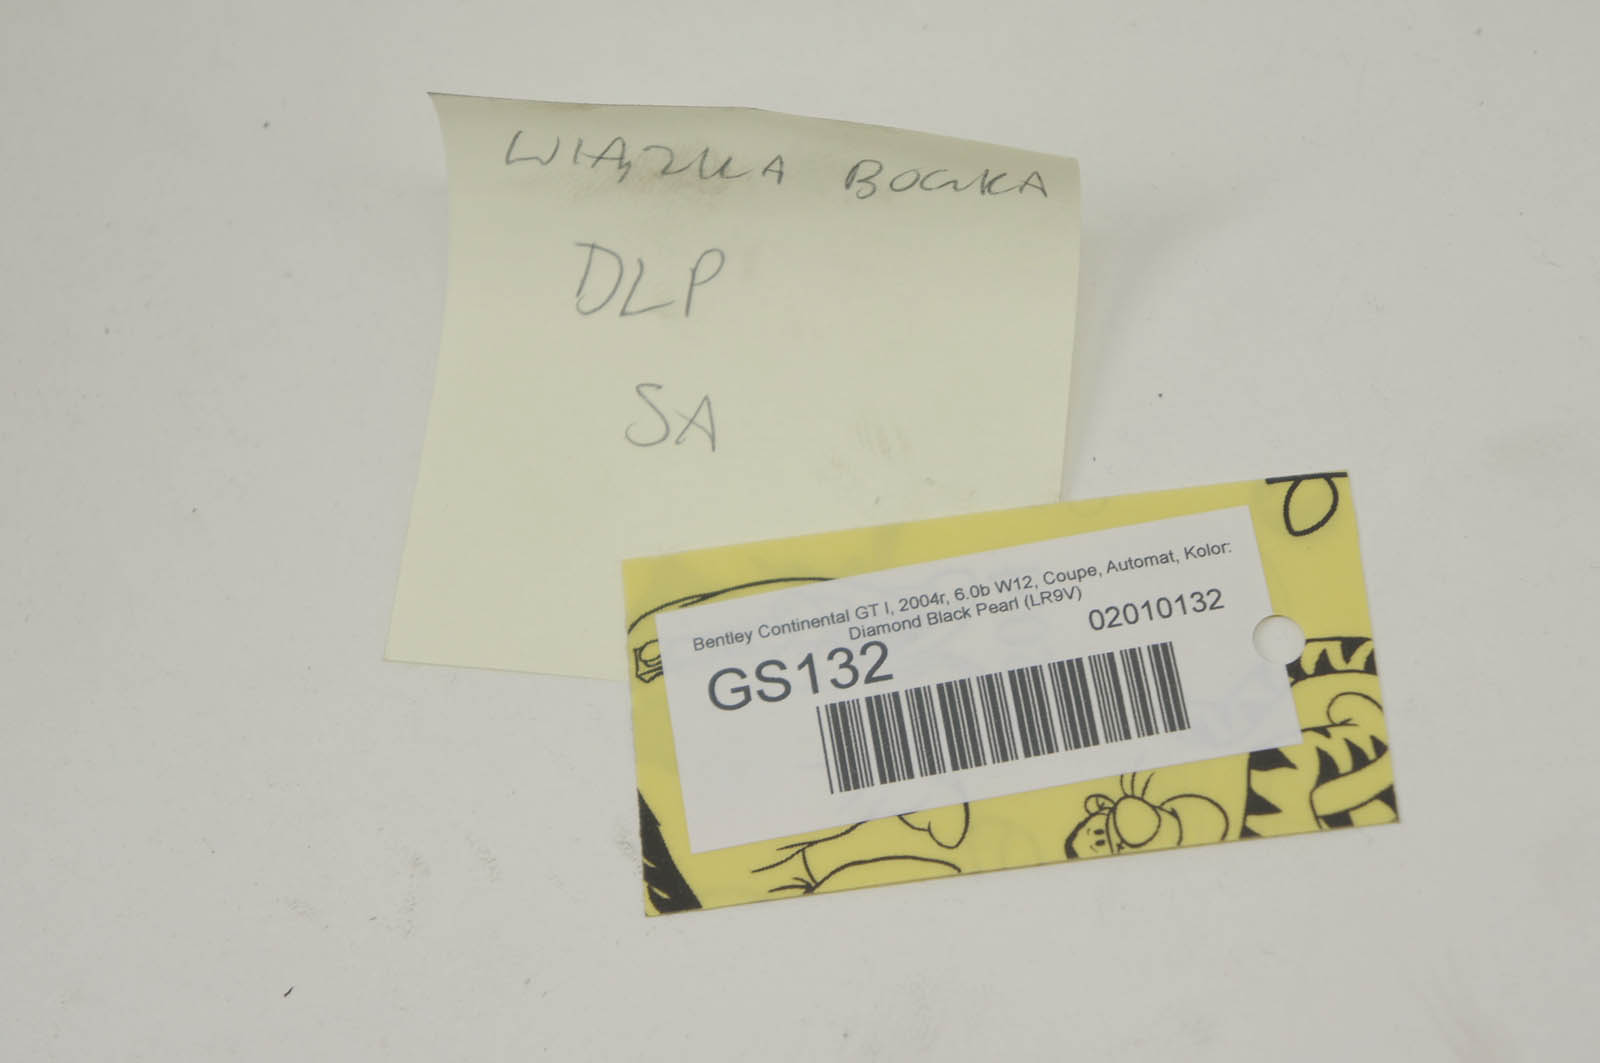 WIĄZKA BOCZKA
DLP
SA
Bentley Continental GT I, 2004r, 6.0b W12, Coupe, Automat, Kolor:
Diamond Black Pearl (LR9V)
GS132
02010132